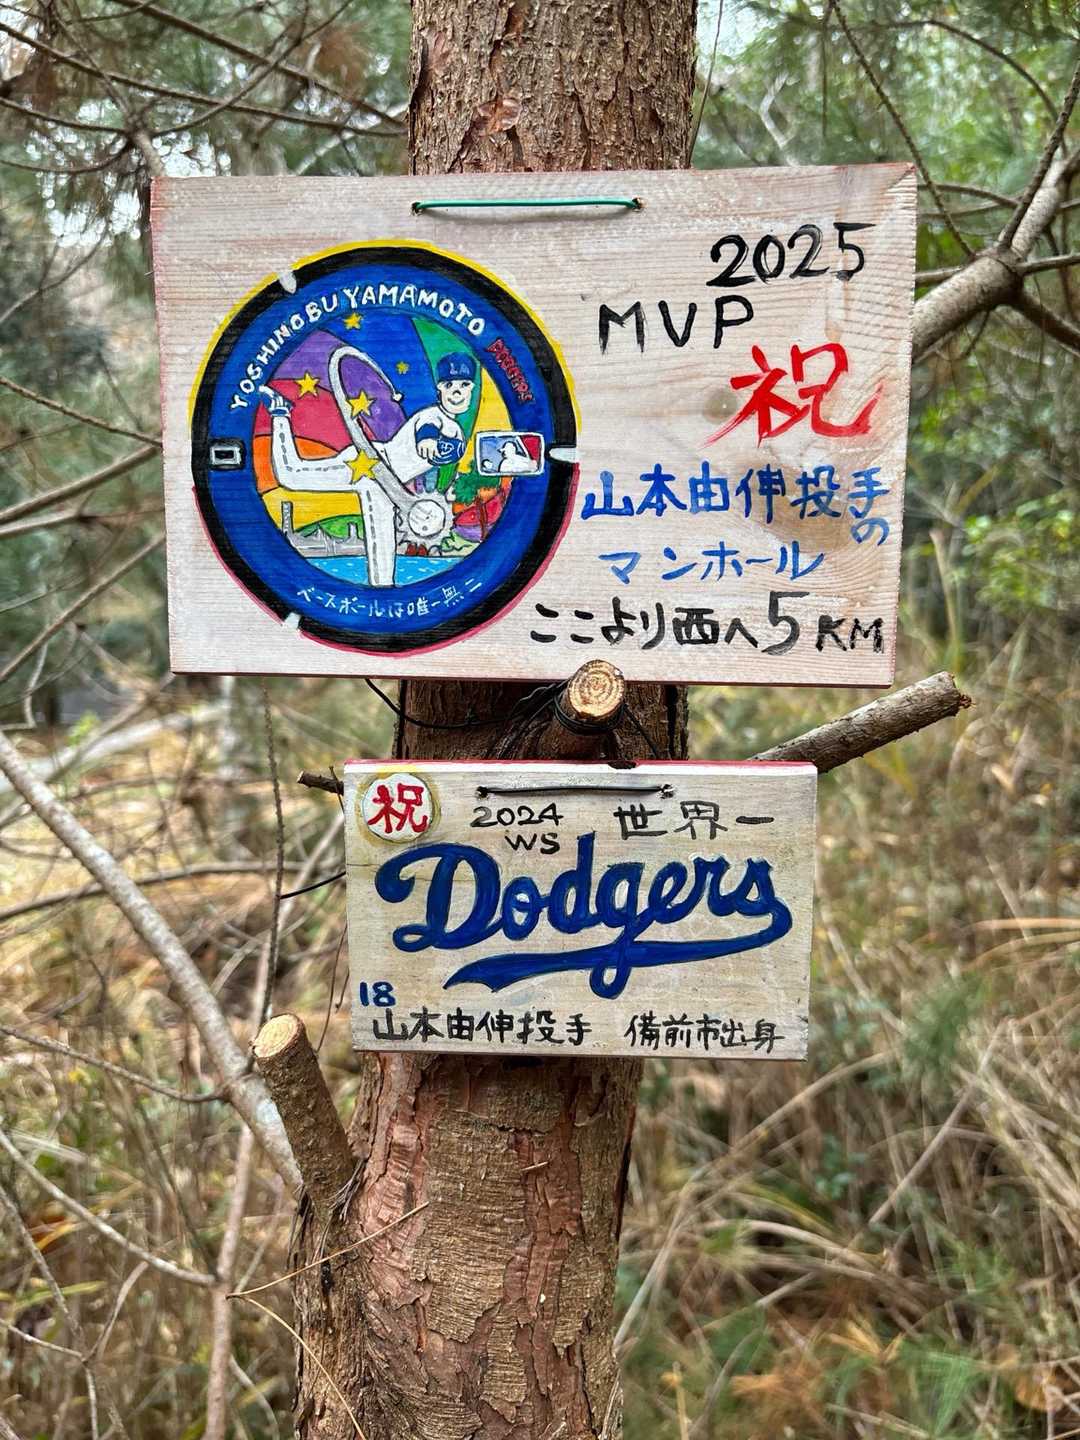 YOSHINOBU YAMAMOTO DODGERS
LA
ベースボールは唯一無二
2025
MVP
祝
山本由伸投手
の
マンホール
ここより西へ5KM
祝
2024 世界一
WS
Dodgers
18
山本由伸投手 備前市出身